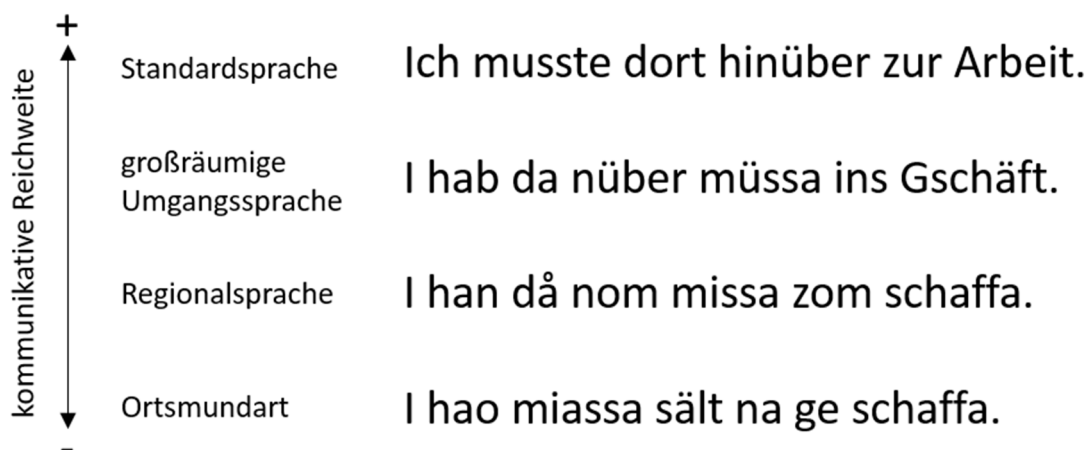 +
kommunikative Reichweite
Standardsprache
Ich musste dort hinüber zur Arbeit.
großräumige
Umgangssprache
I hab da nüber müssa ins Gschäft.
Regionalsprache
I han då nom missa zom schaffa.
Ortsmundart
I hao miassa sält na ge schaffa.
-